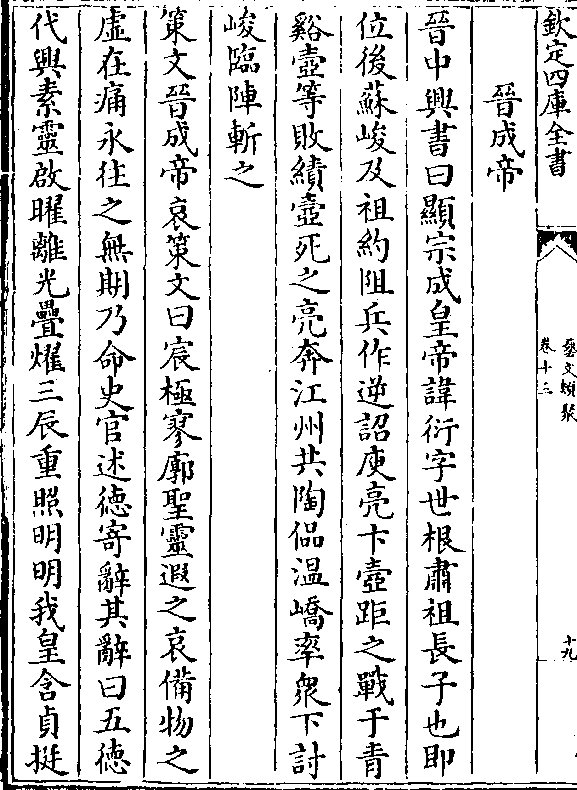 欽定四庫全書
藝文類聚
卷十三
十九
晉成帝
晉中興書曰顯宗成皇帝諱衍字世根肅祖長子也即
位後蘇峻及祖約阻兵作逆詔庾亮卞壼距之戰于青
谿壼等敗績壼死之亮奔江州共陶侃温嶠率衆下討
峻臨陣斬之
策文晉成帝哀策文曰宸極寥廓聖靈遐之哀備物之
虛在痛永往之無期乃命史官述德寄辭其辭曰五德
代興素靈啟曜離光疊燿三辰重照明明我皇含貞挺